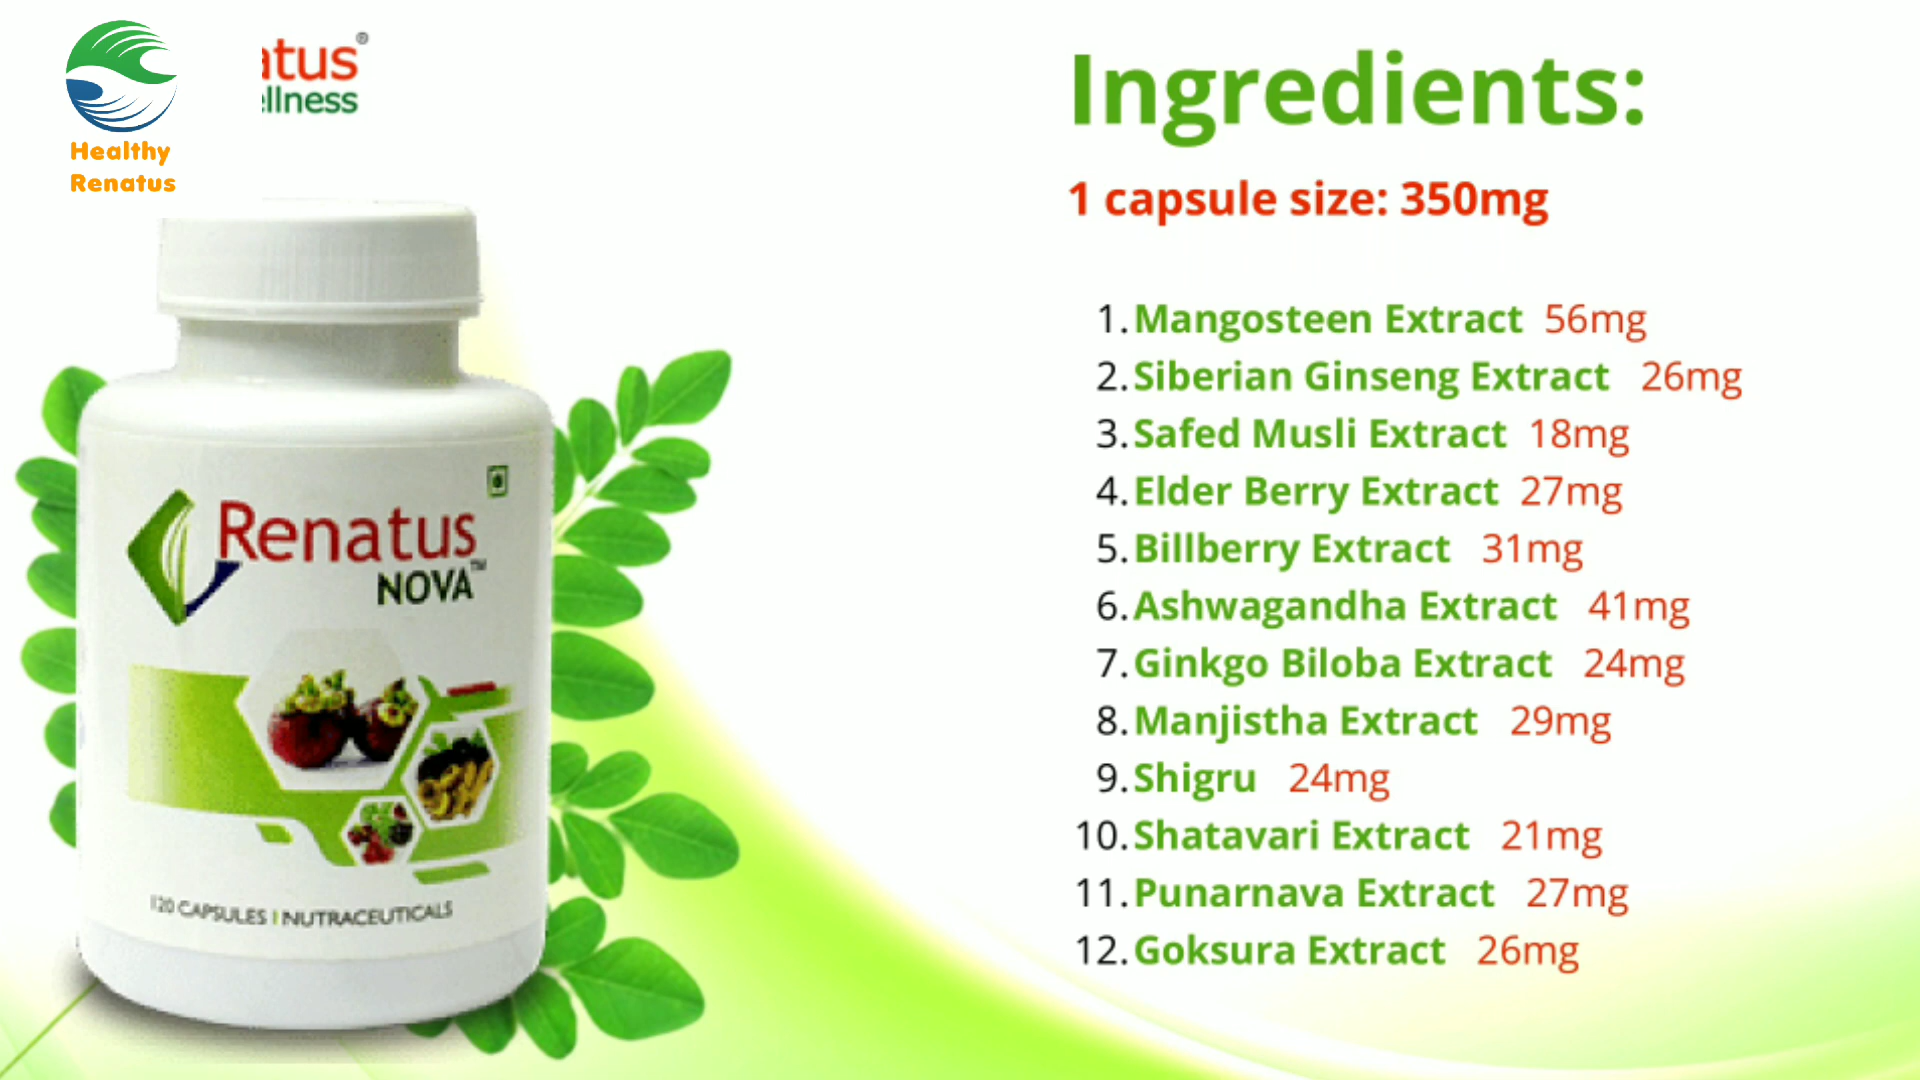 Healthy
Renatus
atus®
ellness
Ingredients:
1 capsule size: 350mg
1. Mangosteen Extract 56mg
2. Siberian Ginseng Extract 26mg
3. Safed Musli Extract 18mg
4. Elder Berry Extract 27mg
5. Billberry Extract 31mg
6. Ashwagandha Extract 41mg
7. Ginkgo Biloba Extract 24mg
8. Manjistha Extract 29mg
9. Shigru 24mg
10. Shatavari Extract 21mg
11. Punarnava Extract 27mg
12. Goksura Extract 26mg
Renatus
NOVA™
120 CAPSULES | NUTRACEUTICALS